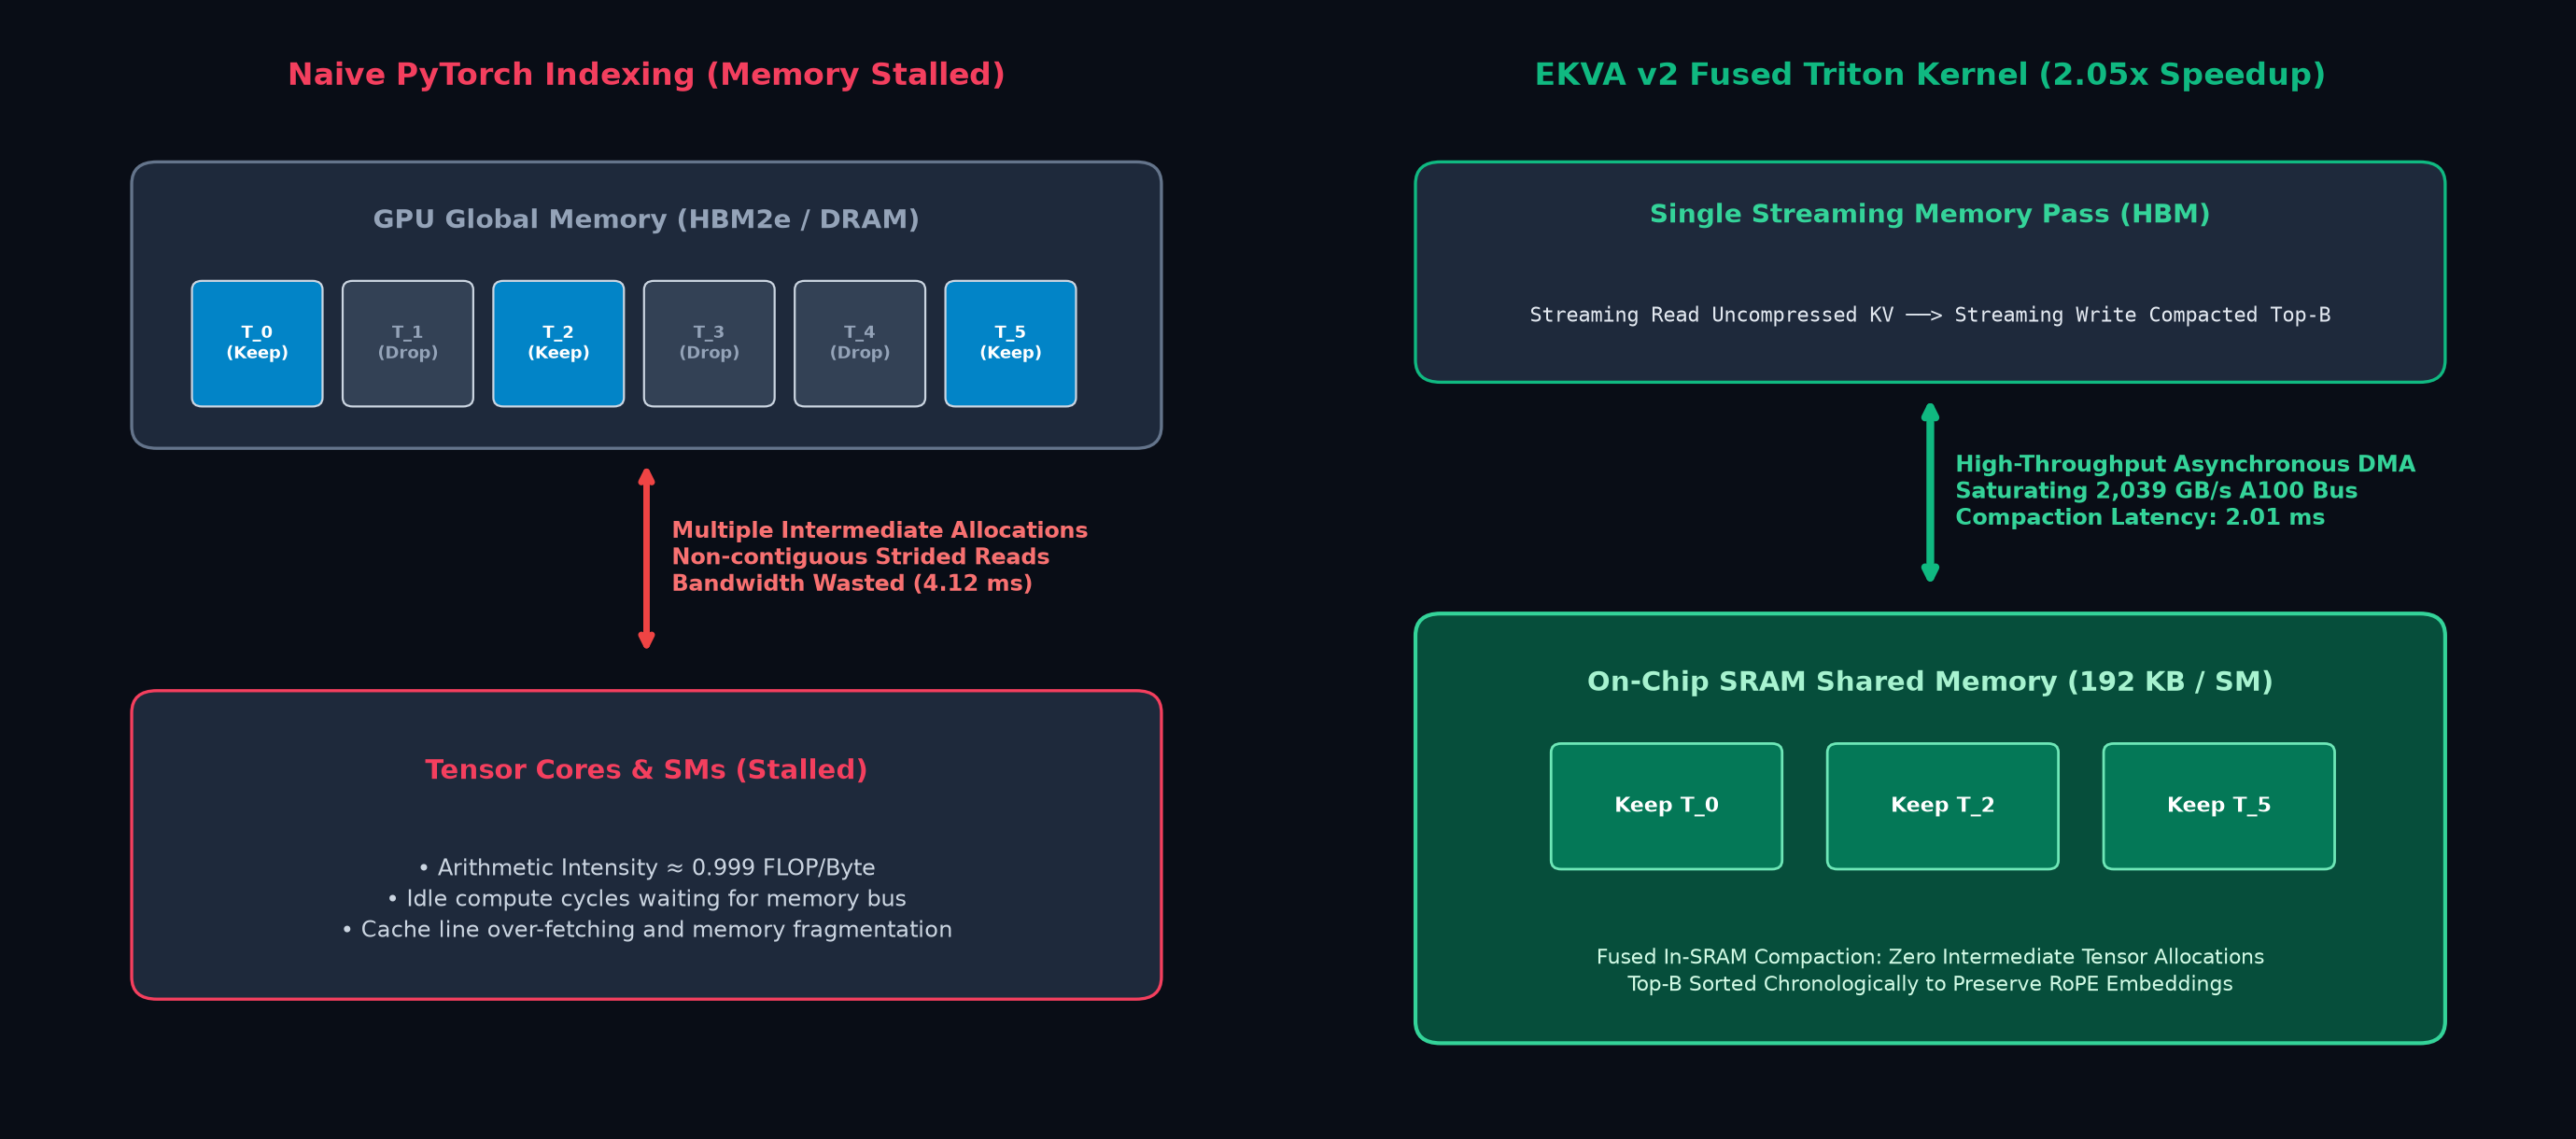 Naive PyTorch Indexing (Memory Stalled)
GPU Global Memory (HBM2e / DRAM)
T_0
(Keep)
T_1
(Drop)
T_2
(Keep)
T_3
(Drop)
T_4
(Drop)
T_5
(Keep)
Multiple Intermediate Allocations
Non-contiguous Strided Reads
Bandwidth Wasted (4.12 ms)
Tensor Cores & SMs (Stalled)
• Arithmetic Intensity ≈ 0.999 FLOP/Byte
• Idle compute cycles waiting for memory bus
• Cache line over-fetching and memory fragmentation
EKVA v2 Fused Triton Kernel (2.05x Speedup)
Single Streaming Memory Pass (HBM)
Streaming Read Uncompressed KV ──> Streaming Write Compacted Top-B
High-Throughput Asynchronous DMA
Saturating 2,039 GB/s A100 Bus
Compaction Latency: 2.01 ms
On-Chip SRAM Shared Memory (192 KB / SM)
Keep T_0
Keep T_2
Keep T_5
Fused In-SRAM Compaction: Zero Intermediate Tensor Allocations
Top-B Sorted Chronologically to Preserve RoPE Embeddings